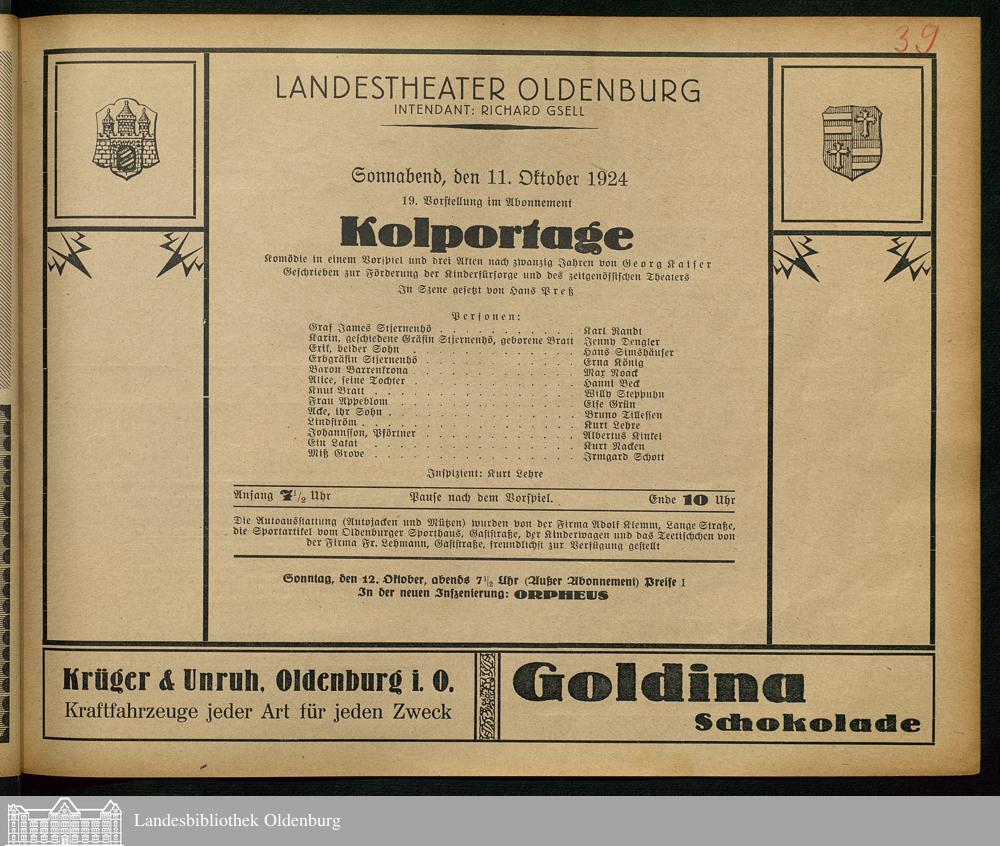 39
LANDESTHEATER OLDENBURG
INTENDANT: RICHARD GSELL
Sonnabend, den 11. Oktober 1924
19. Vorstellung im Abonnement
Kolportage
Komödie in einem Vorspiel und drei Akten nach zwanzig Jahren von Georg Kaiser
Geschrieben zur Förderung der Kinderfürsorge und des zeitgenössischen Theaters
In Szene gesetzt von Hans Preß
Personen:
Graf James Stjernenhö . . . . . . . . . . . Karl Randt
Karin, geschiedene Gräfin Stjernenhö, geborene Bratt Jenny Dengler
Erik, beider Sohn . . . . . . . . . . . . . Hans Simshäuser
Erbgräfin Stjernenhö . . . . . . . . . . . . Erna König
Baron Barrenkrona . . . . . . . . . . . . . Max Noack
Alice, seine Tochter . . . . . . . . . . . . Hanni Beck
Knut Bratt . . . . . . . . . . . . . . . Willy Steppuhn
Frau Appeblom . . . . . . . . . . . . . . Else Grün
Acke, ihr Sohn . . . . . . . . . . . . . . Bruno Tillessen
Lindström . . . . . . . . . . . . . . . . Kurt Lehre
Johannsson, Pförtner . . . . . . . . . . . . Albertus Kinkel
Ein Lakai . . . . . . . . . . . . . . . . Kurt Nacken
Miß Grove . . . . . . . . . . . . . . . . Irmgard Schott
Inspizient: Kurt Lehre
Anfang 7 1/2 Uhr Pause nach dem Vorspiel. Ende 10 Uhr
Die Autoausstattung (Autojacken und Mützen) wurden von der Firma Adolf Klemm, Lange Straße,
die Sportartikel vom Oldenburger Sporthaus, Gaststraße, der Kinderwagen und das Teetischchen von
der Firma Fr. Lehmann, Gaststraße, freundlichst zur Verfügung gestellt
Sonntag, den 12. Oktober, abends 7 1/2 Uhr (Außer Abonnement) Preise I
In der neuen Inszenierung: ORPHEUS
Krüger & Unruh, Oldenburg i. O.
Kraftfahrzeuge jeder Art für jeden Zweck
Goldina
Schokolade
Landesbibliothek Oldenburg